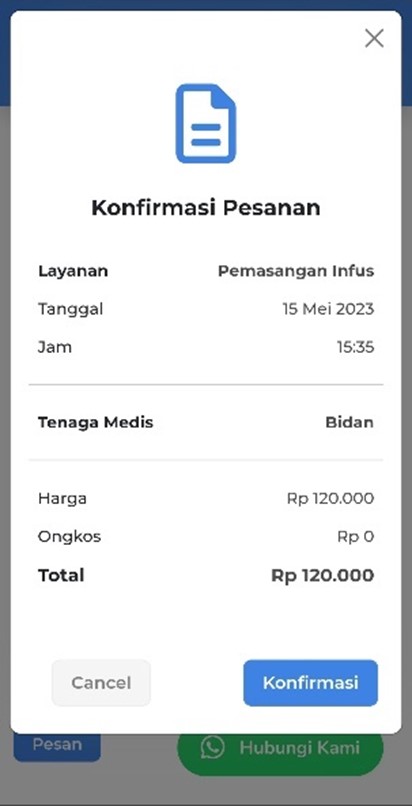 Konfirmasi Pesanan
Layanan Pemasangan Infus
Tanggal 15 Mei 2023
Jam 15:35
Tenaga Medis Bidan
Harga Rp 120.000
Ongkos Rp 0
Total Rp 120.000
Cancel Konfirmasi
Pesan Hubungi Kami